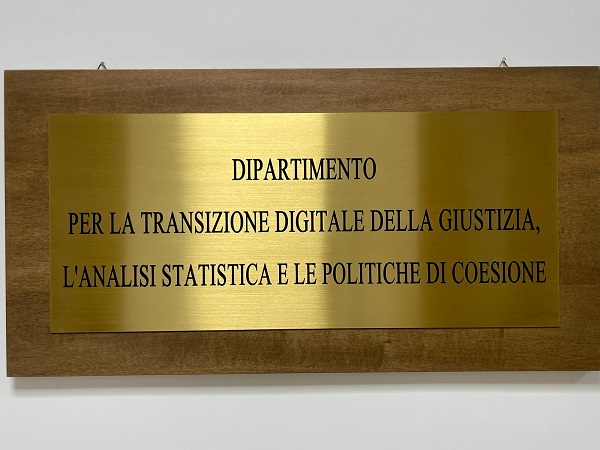 DIPARTIMENTO
PER LA TRANSIZIONE DIGITALE DELLA GIUSTIZIA,
L'ANALISI STATISTICA E LE POLITICHE DI COESIONE